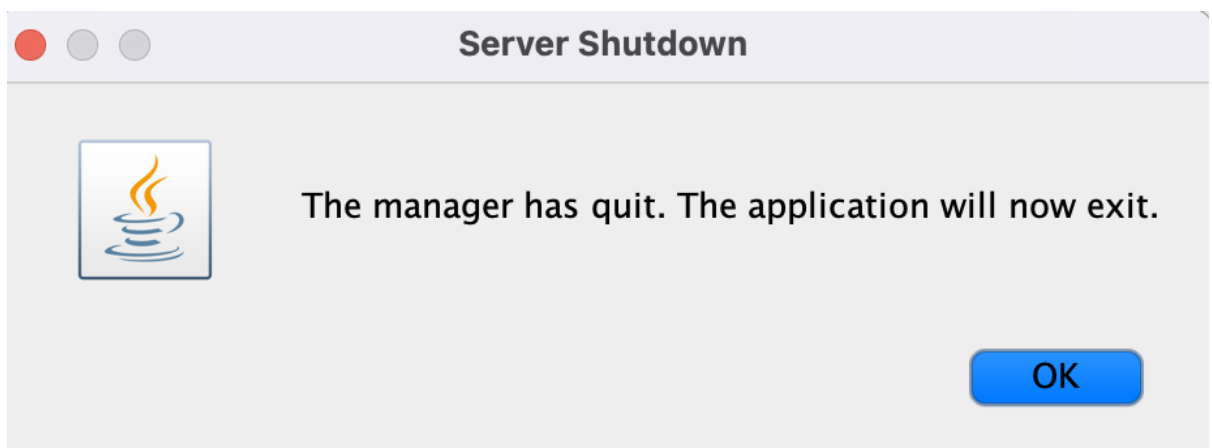 Server Shutdown
The manager has quit. The application will now exit.
OK